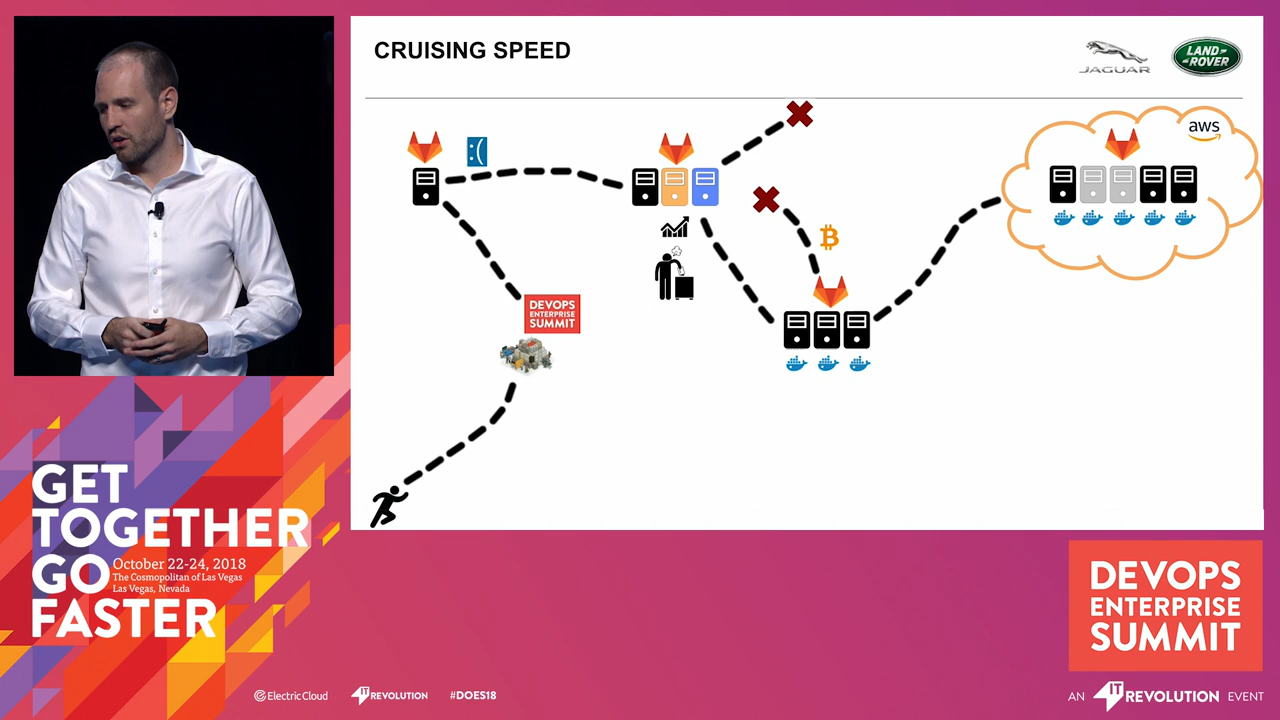 CRUISING SPEED
JAGUAR
LAND
ROVER
aws
:(
DEVOPS
ENTERPRISE
SUMMIT
GET
TOGETHER
GO
FASTER
October 22-24, 2018
The Cosmopolitan of Las Vegas
Las Vegas, Nevada
ElectricCloud
IT REVOLUTION
#DOES18
DEVOPS
ENTERPRISE
SUMMIT
AN IT REVOLUTION EVENT